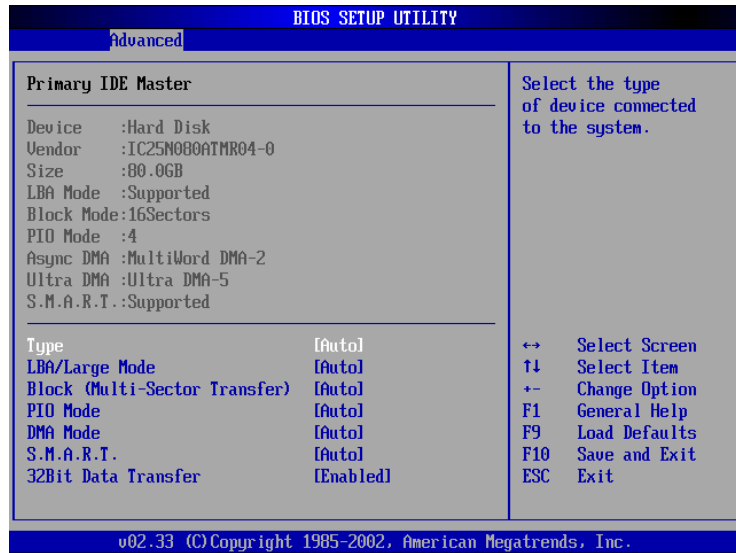 BIOS SETUP UTILITY
Advanced
Primary IDE Master
Device :Hard Disk
Vendor :IC25N080ATMR04-0
Size :80.0GB
LBA Mode :Supported
Block Mode:16Sectors
PIO Mode :4
Async DMA :MultiWord DMA-2
Ultra DMA :Ultra DMA-5
S.M.A.R.T.:Supported
Type [Auto]
LBA/Large Mode [Auto]
Block (Multi-Sector Transfer) [Auto]
PIO Mode [Auto]
DMA Mode [Auto]
S.M.A.R.T. [Auto]
32Bit Data Transfer [Enabled]
Select the type
of device connected
to the system.
↔ Select Screen
↑↓ Select Item
+- Change Option
F1 General Help
F9 Load Defaults
F10 Save and Exit
ESC Exit
v02.33 (C)Copyright 1985-2002, American Megatrends, Inc.